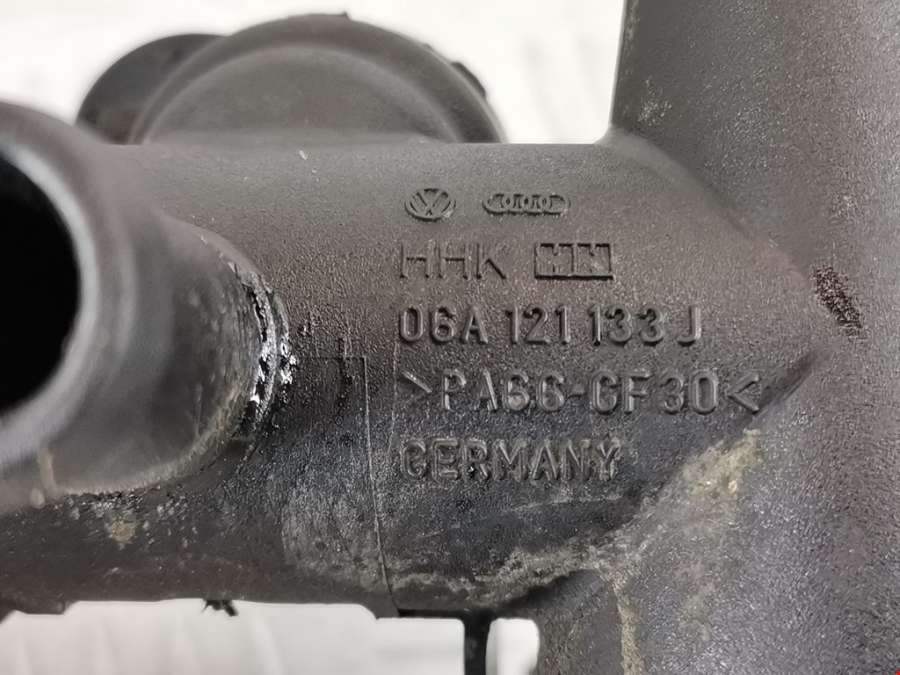 HHK
06A 121 133 J
>PA66-GF30<
GERMANY